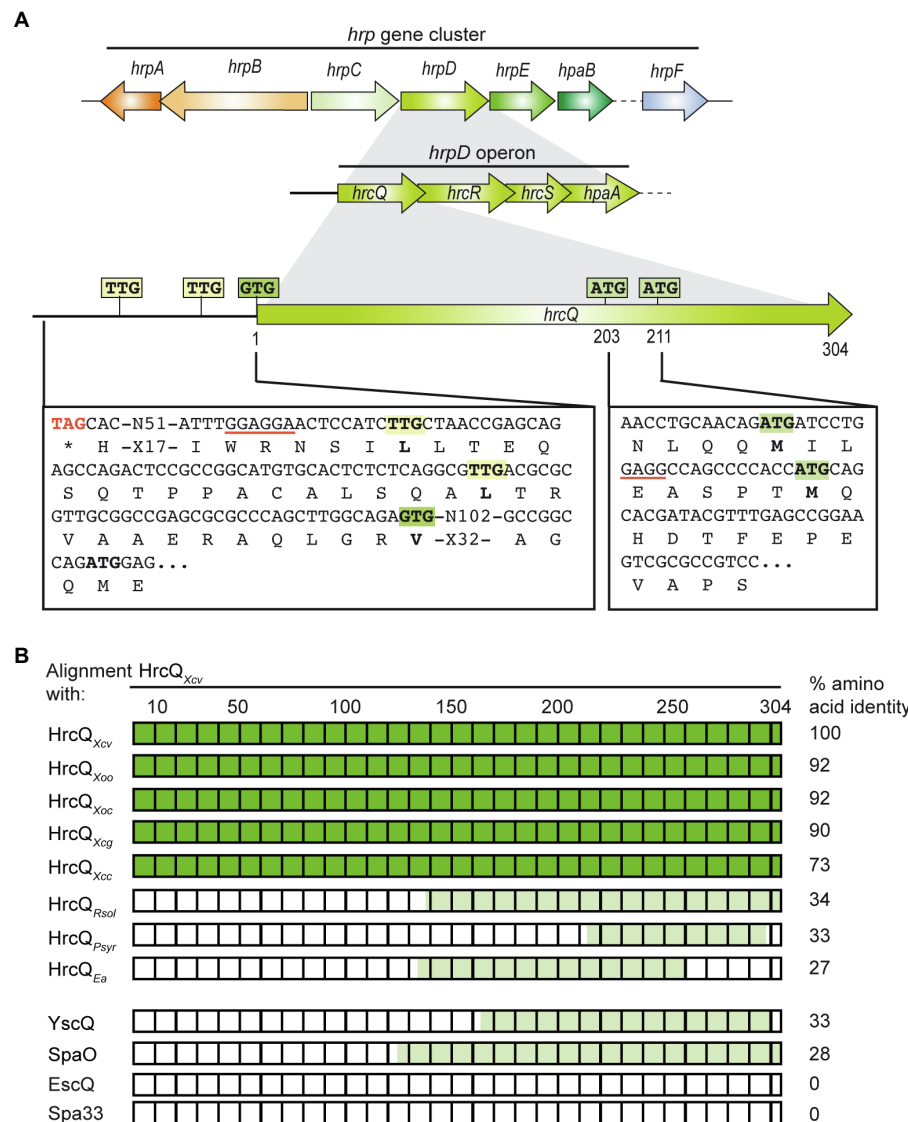 A
hrp gene cluster
hrpA hrpB hrpC hrpD hrpE hpaB hrpF
hrpD operon
hrcQ hrcR hrcS hpaA
TTG TTG GTG ATG ATG
hrcQ
1 203 211 304
TAGCAC-N51-ATTTGGAGGAACTCCATCTTGCTAACCGAGCAG
* H -X17- I W R N S I L L T E Q
AGCCAGACTCCGCCGGCATGTGCACTCTCTCAGGCGTTGACGCGC
S Q T P P A C A L S Q A L T R
GTTGCGGCCGAGCGCGCCCAGCTTGGCAGAGTG-N102-GCCGGC
V A A E R A Q L G R V -X32- A G
CAGATGGAG...
Q M E
AACCTGCAACAGATGATCCTG
N L Q Q M I L
GAGGCCAGCCCCACCATGCAG
E A S P T M Q
CACGATACGTTTGAGCCGGAA
H D T F E P E
GTCGCGCCGTCC...
V A P S
B
Alignment HrcQXcv
with:
% amino
acid identity
10 50 100 150 200 250 304
HrcQXcv 100
HrcQXoo 92
HrcQXoc 92
HrcQXcg 90
HrcQXcc 73
HrcQRsol 34
HrcQPsyr 33
HrcQEa 27
YscQ 33
SpaO 28
EscQ 0
Spa33 0